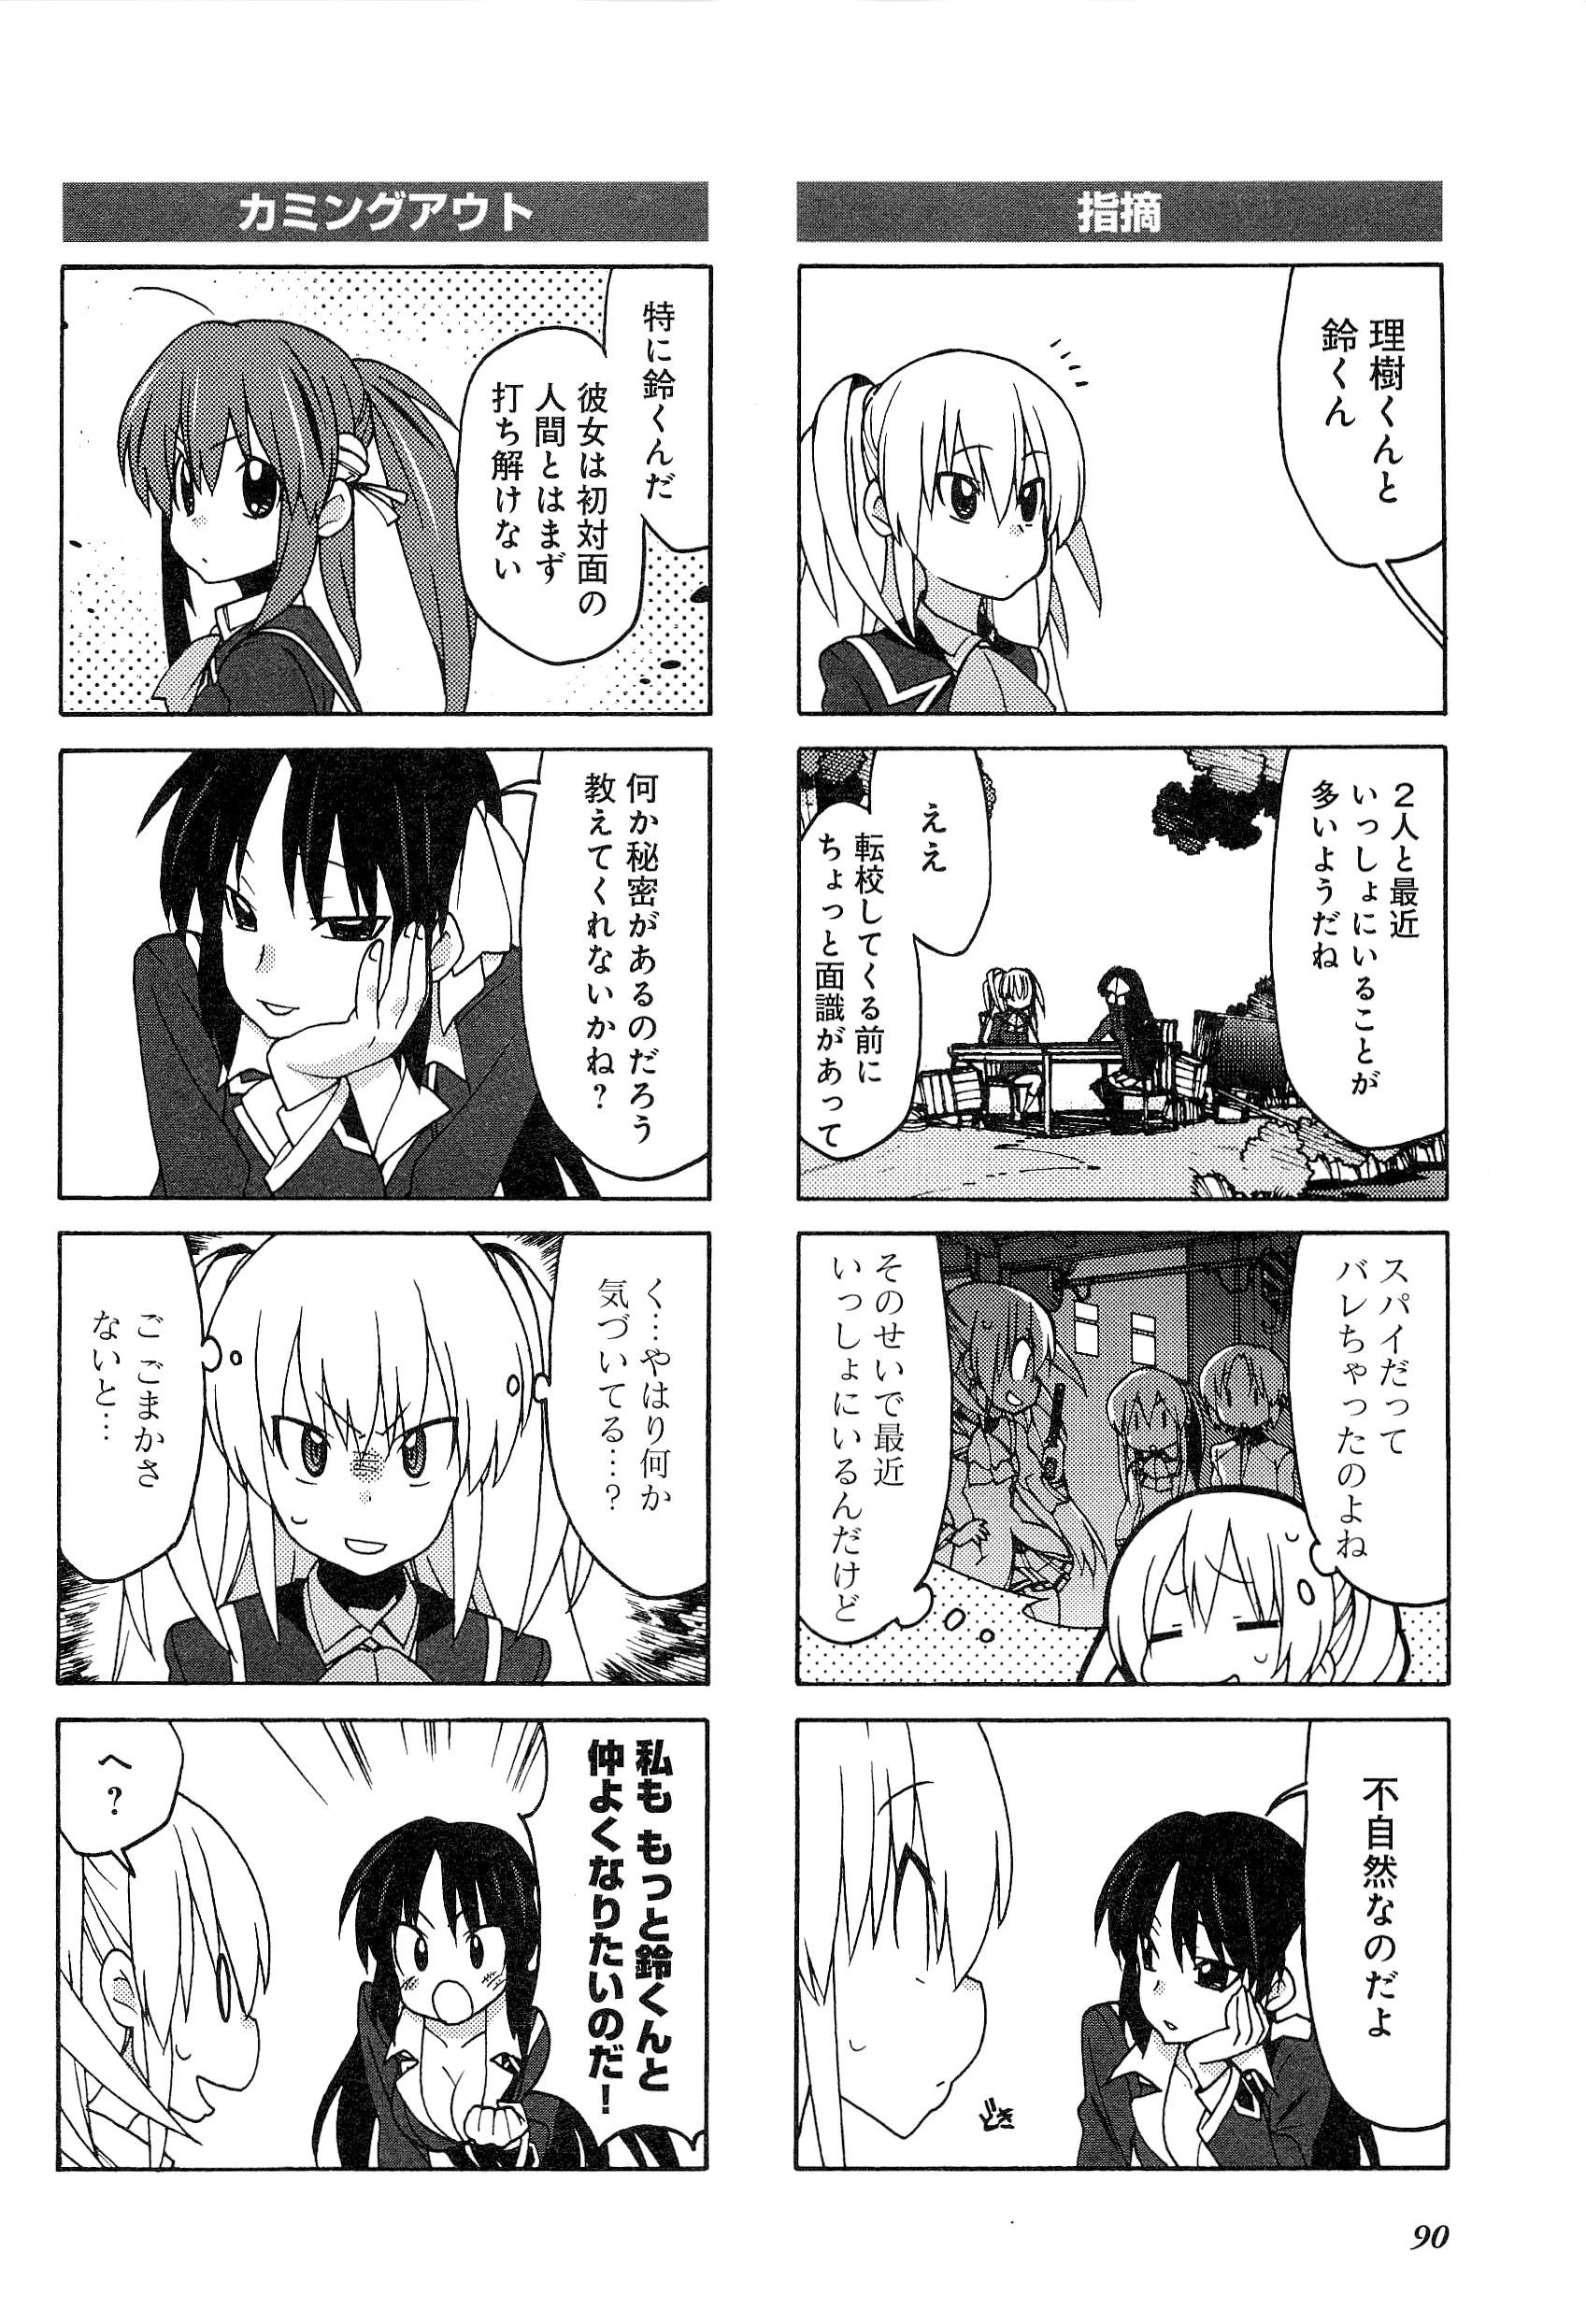 指摘
理樹くんと
鈴くん
2人と最近
いっしょにいることが
多いようだね
ええ
転校してくる前に
ちょっと面識があって
スパイだって
バレちゃったのよね
そのせいで最近
いっしょにいるんだけど
不自然なのだよ
どき
カミングアウト
特に鈴くんだ
彼女は初対面の
人間とはまず
打ち解けない
何か秘密があるのだろう
教えてくれないかね?
く…やはり何か
気づいてる…?
ご ごまかさ
ないと…
私も もっと鈴くんと
仲よくなりたいのだ!
へ?
90